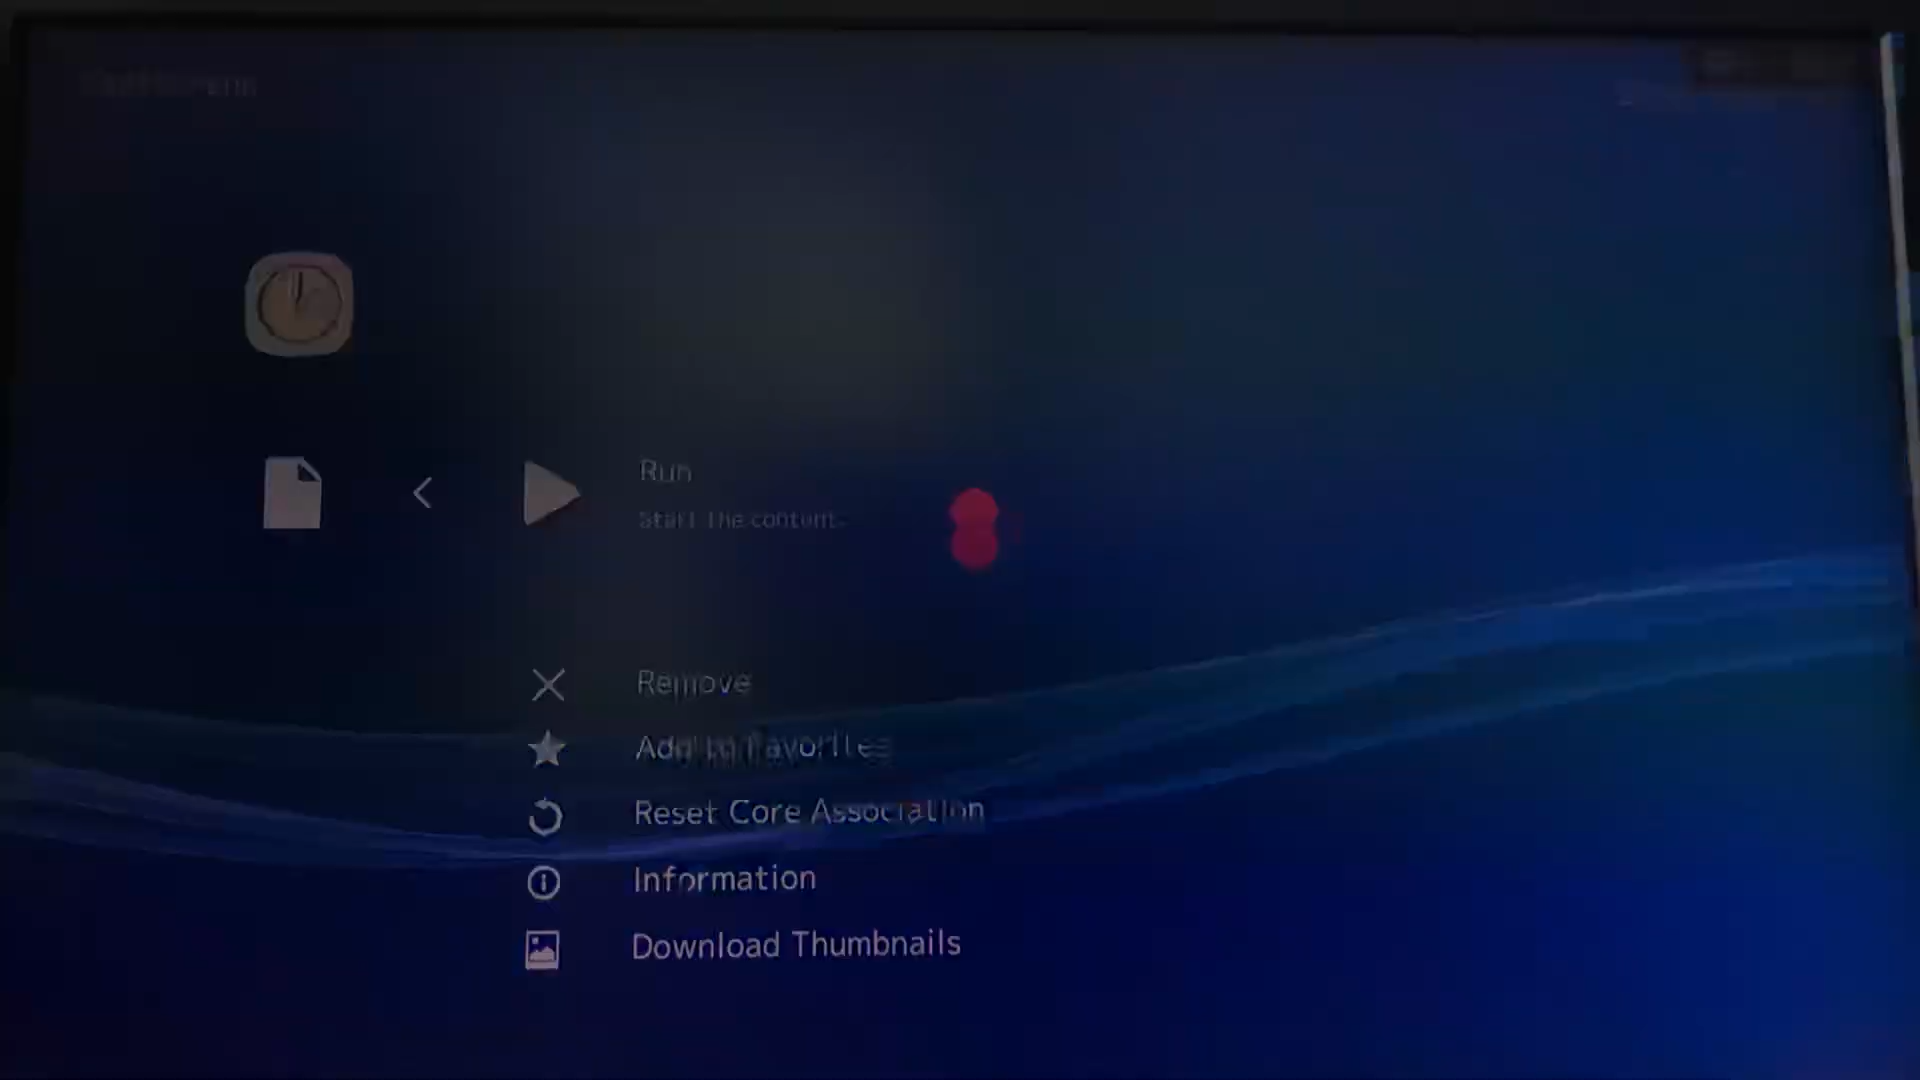 Run
Start the content.
Remove
Add to Favorites
Reset Core Association
Information
Download Thumbnails